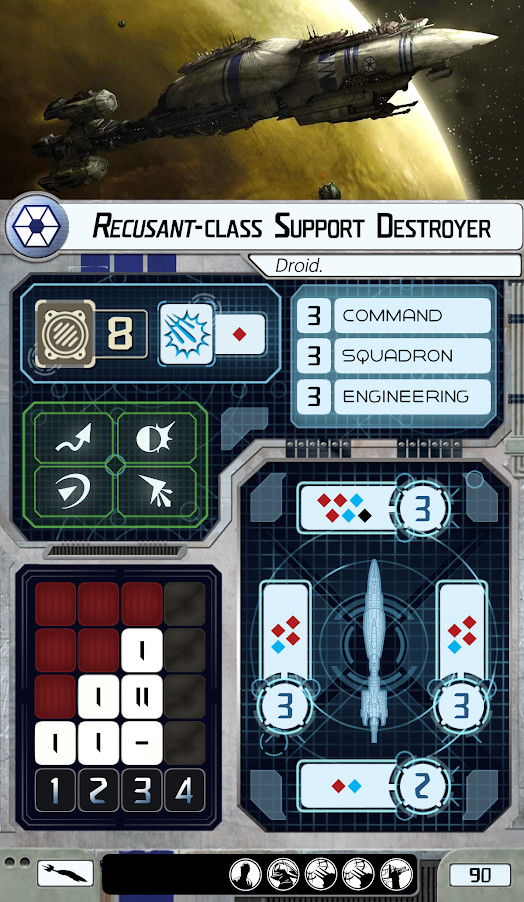 RECUSANT-CLASS SUPPORT DESTROYER
Droid.
8
3 COMMAND
3 SQUADRON
3 ENGINEERING
3
3
3
2
I
I II
I I -
1 2 3 4
90